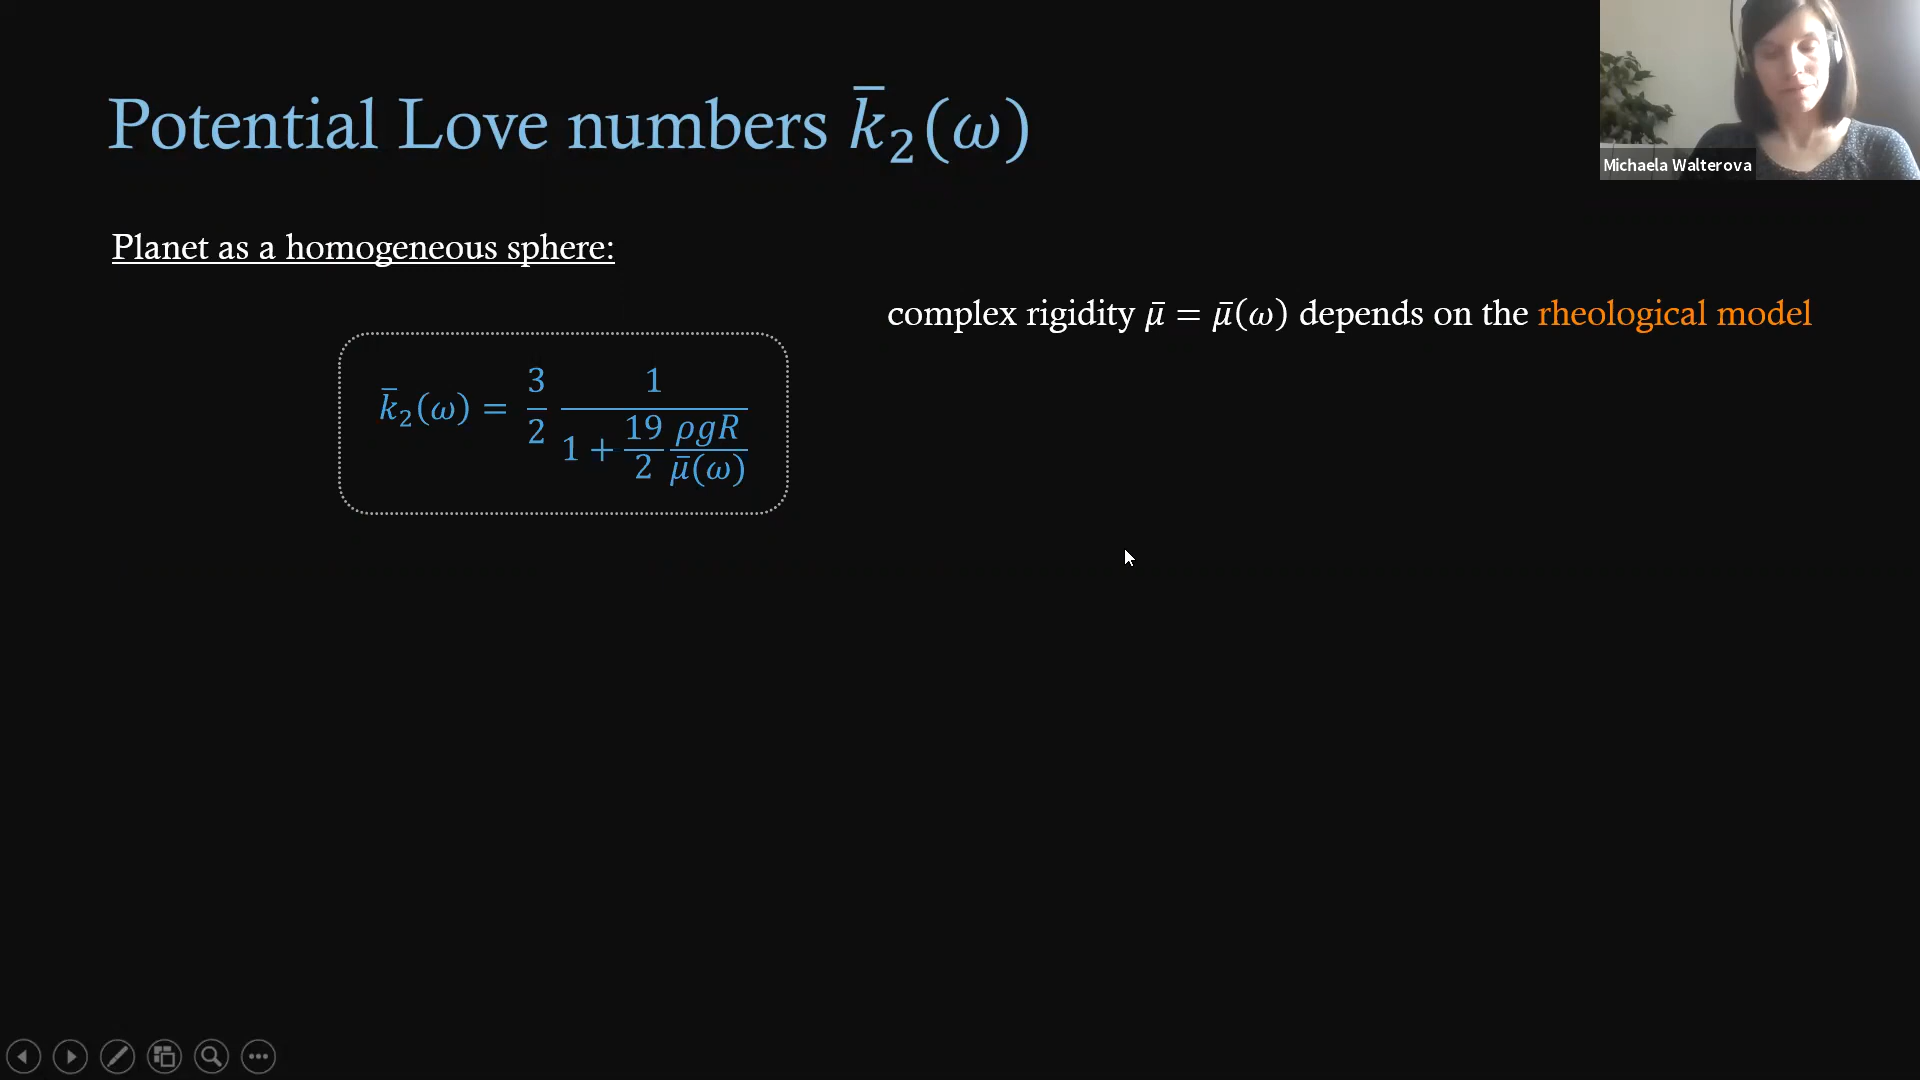 Potential Love numbers k̄₂(ω)
Michaela Walterova
Planet as a homogeneous sphere:
complex rigidity μ̄ = μ̄(ω) depends on the rheological model
k̄₂(ω) = 3/2 1/(1 + 19/2 ρgR/μ̄(ω))